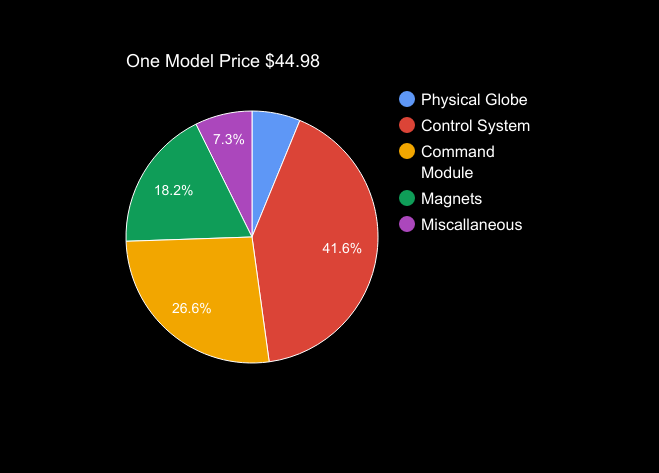 One Model Price $44.98
Physical Globe
Control System
Command
Module
Magnets
Miscallaneous
7.3%
18.2%
41.6%
26.6%